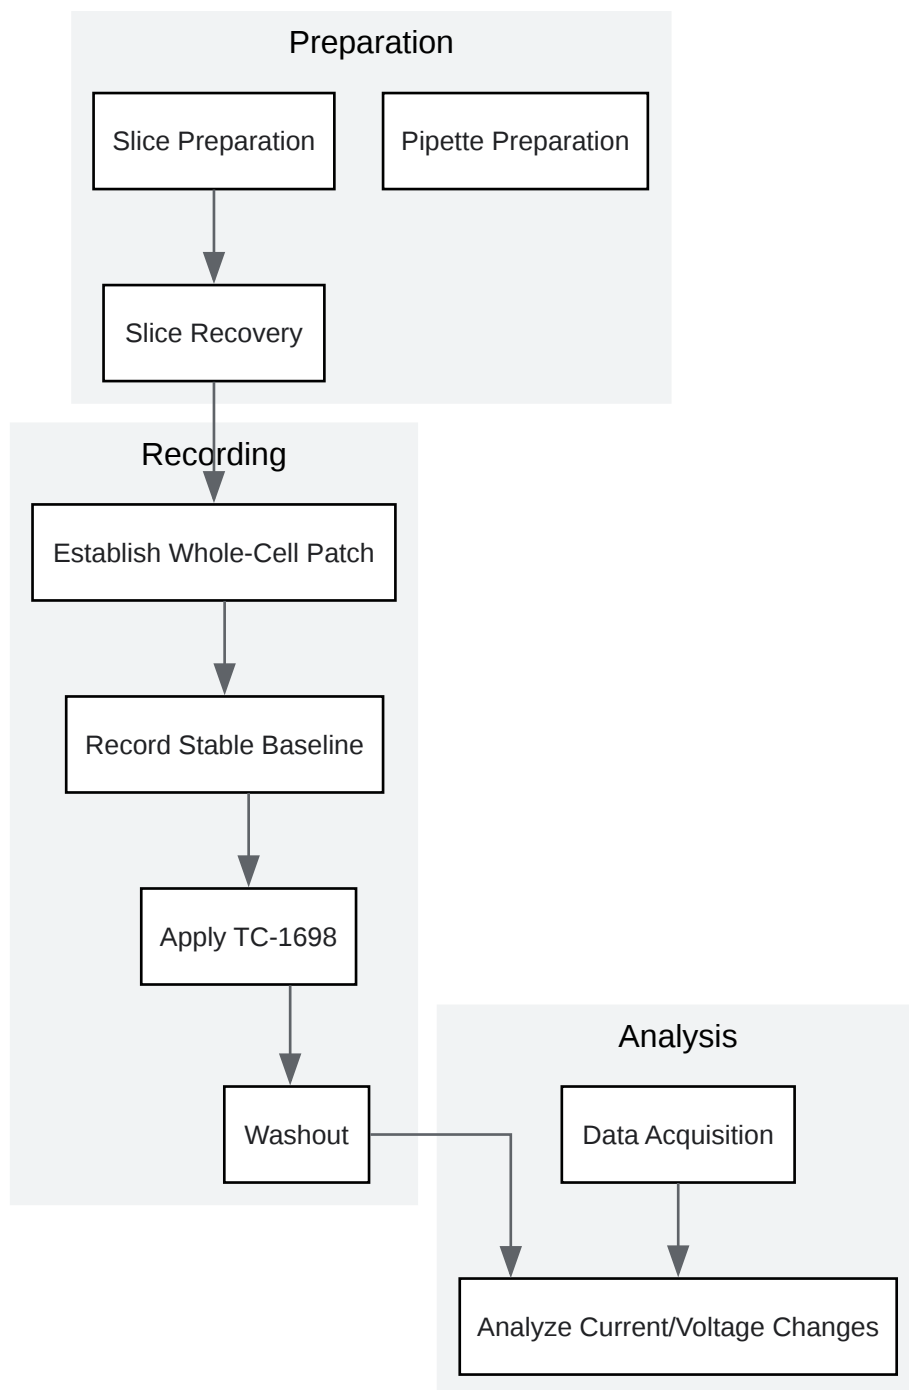 Preparation
Slice Preparation
Pipette Preparation
Slice Recovery
Recording
Establish Whole-Cell Patch
Record Stable Baseline
Apply TC-1698
Washout
Analysis
Data Acquisition
Analyze Current/Voltage Changes